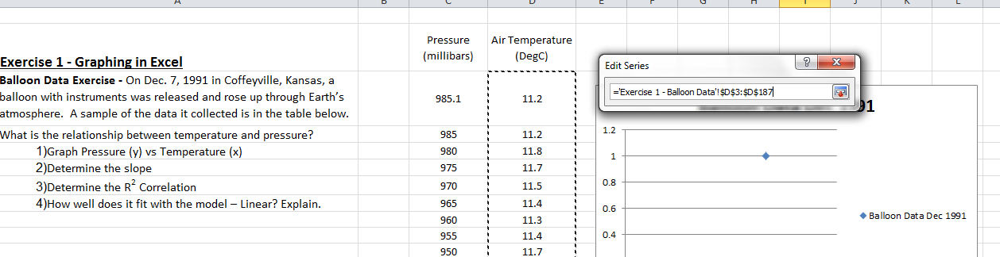 A B C D E F G H I J K L
Pressure
(millibars)
Air Temperature
(DegC)
Exercise 1 - Graphing in Excel
Balloon Data Exercise - On Dec. 7, 1991 in Coffeyville, Kansas, a
balloon with instruments was released and rose up through Earth's
atmosphere. A sample of the data it collected is in the table below.
985.1 11.2
What is the relationship between temperature and pressure?
985 11.2
1)Graph Pressure (y) vs Temperature (x)
980 11.8
2)Determine the slope
975 11.7
3)Determine the R² Correlation
970 11.5
4)How well does it fit with the model – Linear? Explain.
965 11.4
960 11.3
955 11.4
950 11.7
Edit Series
?
='Exercise 1 - Balloon Data'!$D$3:$D$187
91
1.2
1
0.8
0.6
0.4
Balloon Data Dec 1991